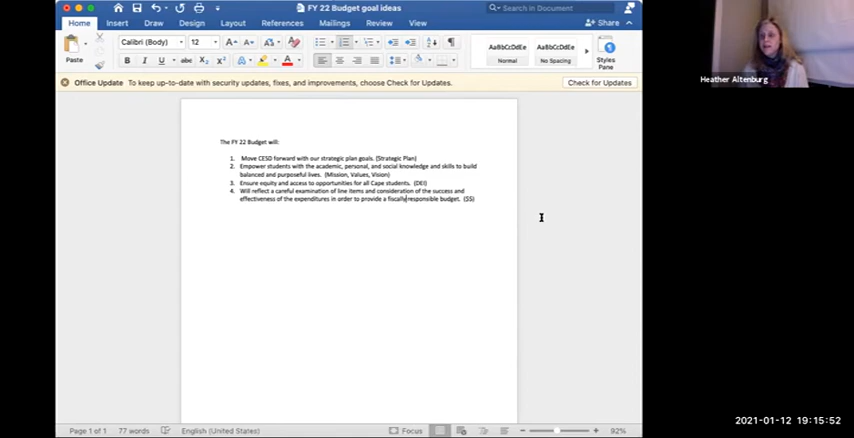 FY 22 Budget goal ideas
Search in Document
Home Insert Draw Design Layout References Mailings Review View Share
Paste
Calibri (Body) 12
B I U abc X₂ X²
AaBbCcDdEe AaBbCcDdEe
Normal No Spacing
Styles
Pane
Office Update To keep up-to-date with security updates, fixes, and improvements, choose Check for Updates.
Check for Updates
The FY 22 Budget will:
1. Move CESD forward with our strategic plan goals. (Strategic Plan)
2. Empower students with the academic, personal, and social knowledge and skills to build
balanced and purposeful lives. (Mission, Values, Vision)
3. Ensure equity and access to opportunities for all Cape students. (DEI)
4. Will reflect a careful examination of line items and consideration of the success and
effectiveness of the expenditures in order to provide a fiscally responsible budget. ($$)
Page 1 of 1 77 words English (United States) Focus 92%
Heather Altenburg
2021-01-12 19:15:52